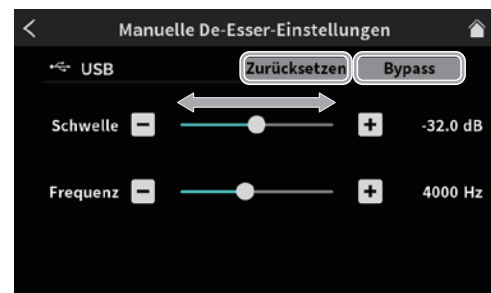 Manuelle De-Esser-Einstellungen
USB Zurücksetzen Bypass
Schwelle -32.0 dB
Frequenz 4000 Hz